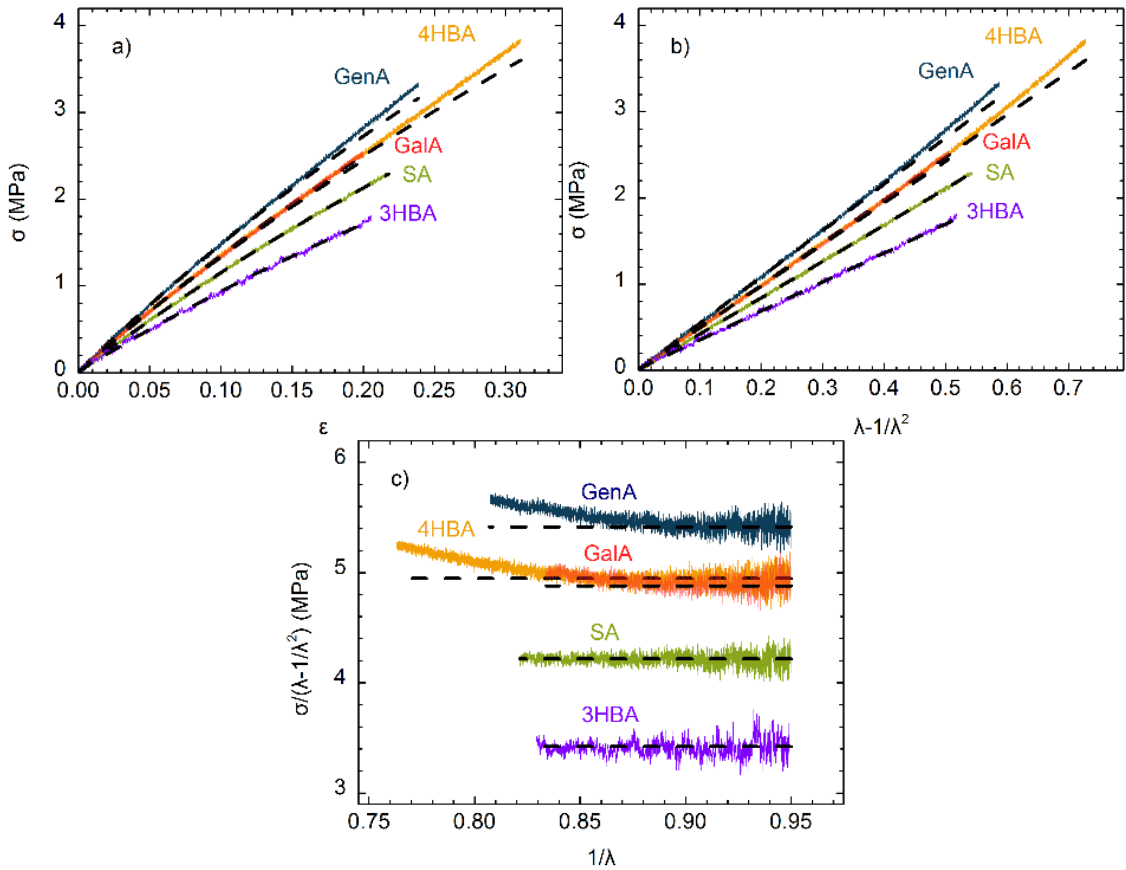 a)
4HBA
GenA
GalA
SA
3HBA
σ (MPa)
4
3
2
1
0
0.00 0.05 0.10 0.15 0.20 0.25 0.30
ε
b)
4HBA
GenA
GalA
SA
3HBA
σ (MPa)
4
3
2
1
0
0.0 0.1 0.2 0.3 0.4 0.5 0.6 0.7
λ-1/λ²
c)
GenA
4HBA
GalA
SA
3HBA
σ/(λ-1/λ²) (MPa)
6
5
4
3
0.75 0.80 0.85 0.90 0.95
1/λ